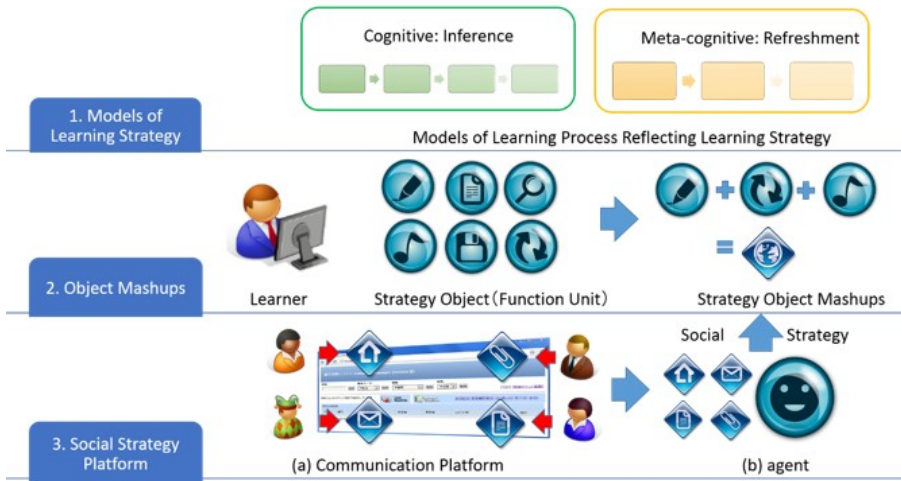 Cognitive: Inference
Meta-cognitive: Refreshment
1. Models of
Learning Strategy
Models of Learning Process Reflecting Learning Strategy
2. Object Mashups
Learner
Strategy Object(Function Unit)
Strategy Object Mashups
Social
Strategy
3. Social Strategy
Platform
(a) Communication Platform
(b) agent